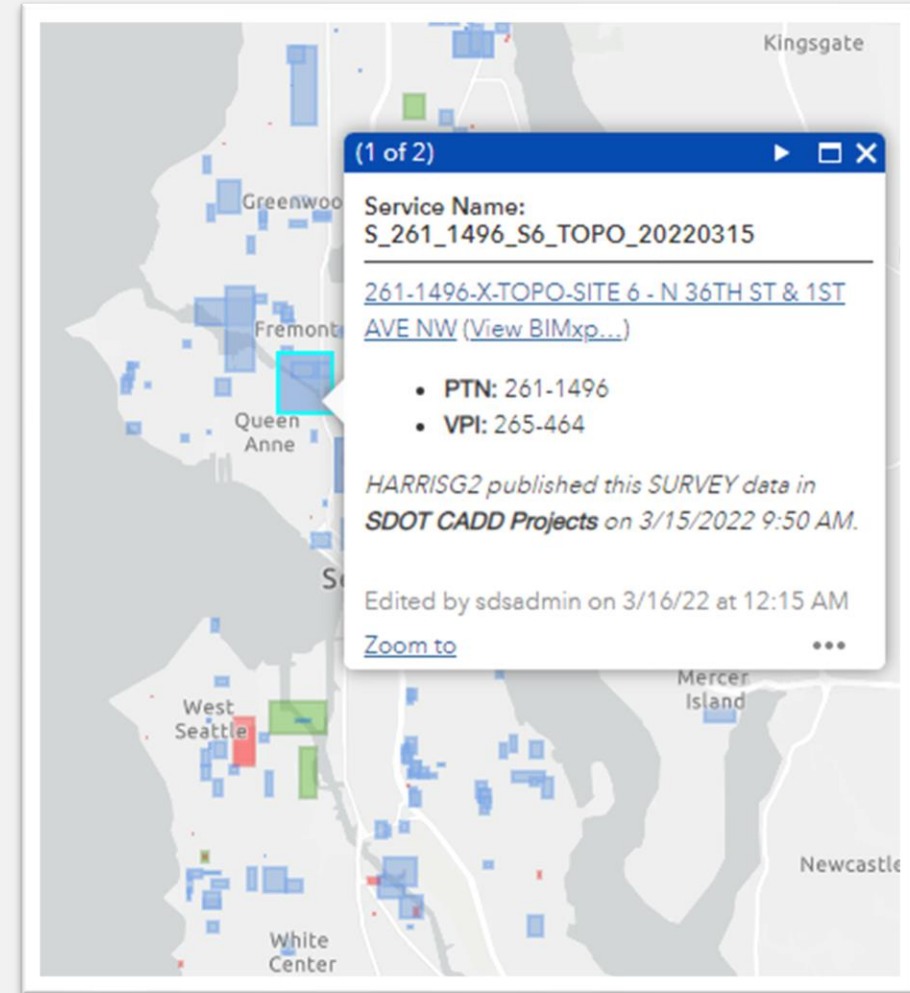 Kingsgate
(1 of 2)
Greenwoo
Service Name:
S_261_1496_S6_TOPO_20220315
261-1496-X-TOPO-SITE 6 - N 36TH ST & 1ST
AVE NW (View BIMxp...)
Fremont
• PTN: 261-1496
• VPI: 265-464
Queen
Anne
HARRISG2 published this SURVEY data in
SDOT CADD Projects on 3/15/2022 9:50 AM.
Se
Edited by sdsadmin on 3/16/22 at 12:15 AM
Zoom to
Mercer
Island
West
Seattle
Newcastle
White
Center